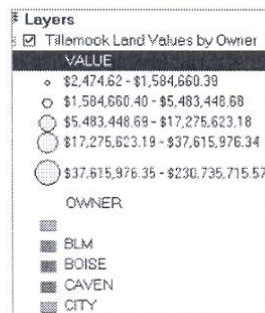 Layers
Tillamook Land Values by Owner
VALUE
$2,474.62 - $1,584,660.39
$1,584,660.40 - $5,483,448.68
$5,483,448.69 - $17,275,623.18
$17,275,623.19 - $37,615,976.34
$37,615,976.35 - $230,735,715.57
OWNER
BLM
BOISE
CAVEN
CITY